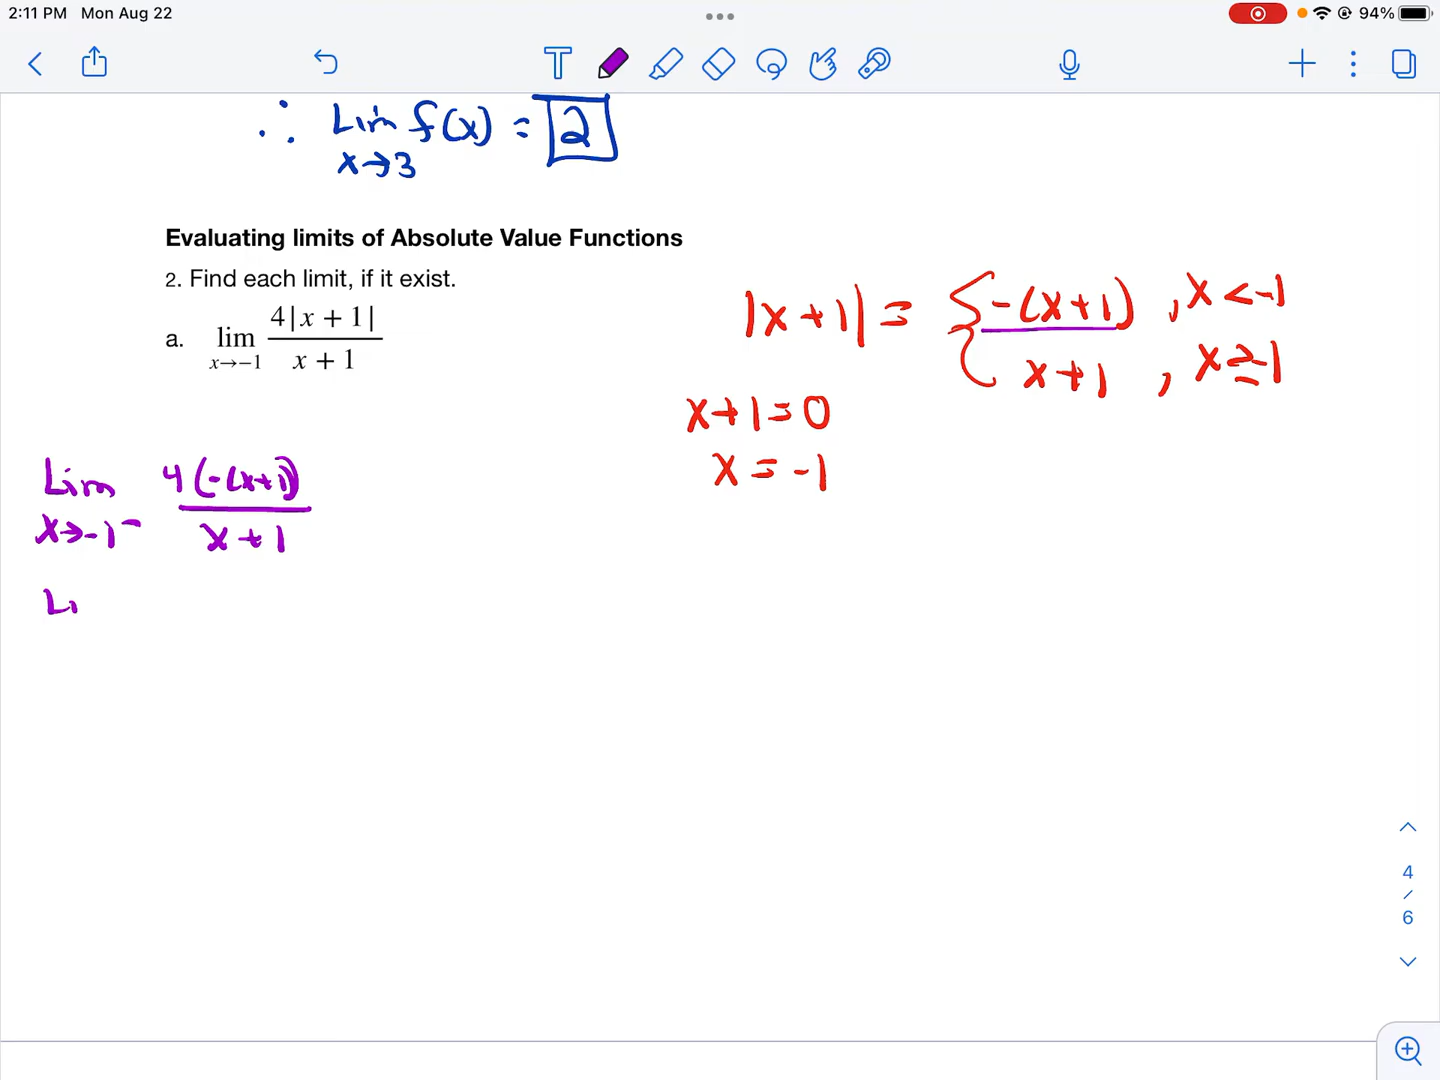 2:11 PM Mon Aug 22 94%
∴ Lim f(x) = 2
x→3
Evaluating limits of Absolute Value Functions
2. Find each limit, if it exist.
a. lim x→−1 4|x + 1| / x + 1
|x+1| = { -(x+1) , x < -1
x+1 , x ≥ -1
x+1=0
x = -1
Lim x→-1⁻ 4(-(x+1)) / x+1
Li
4
/
6